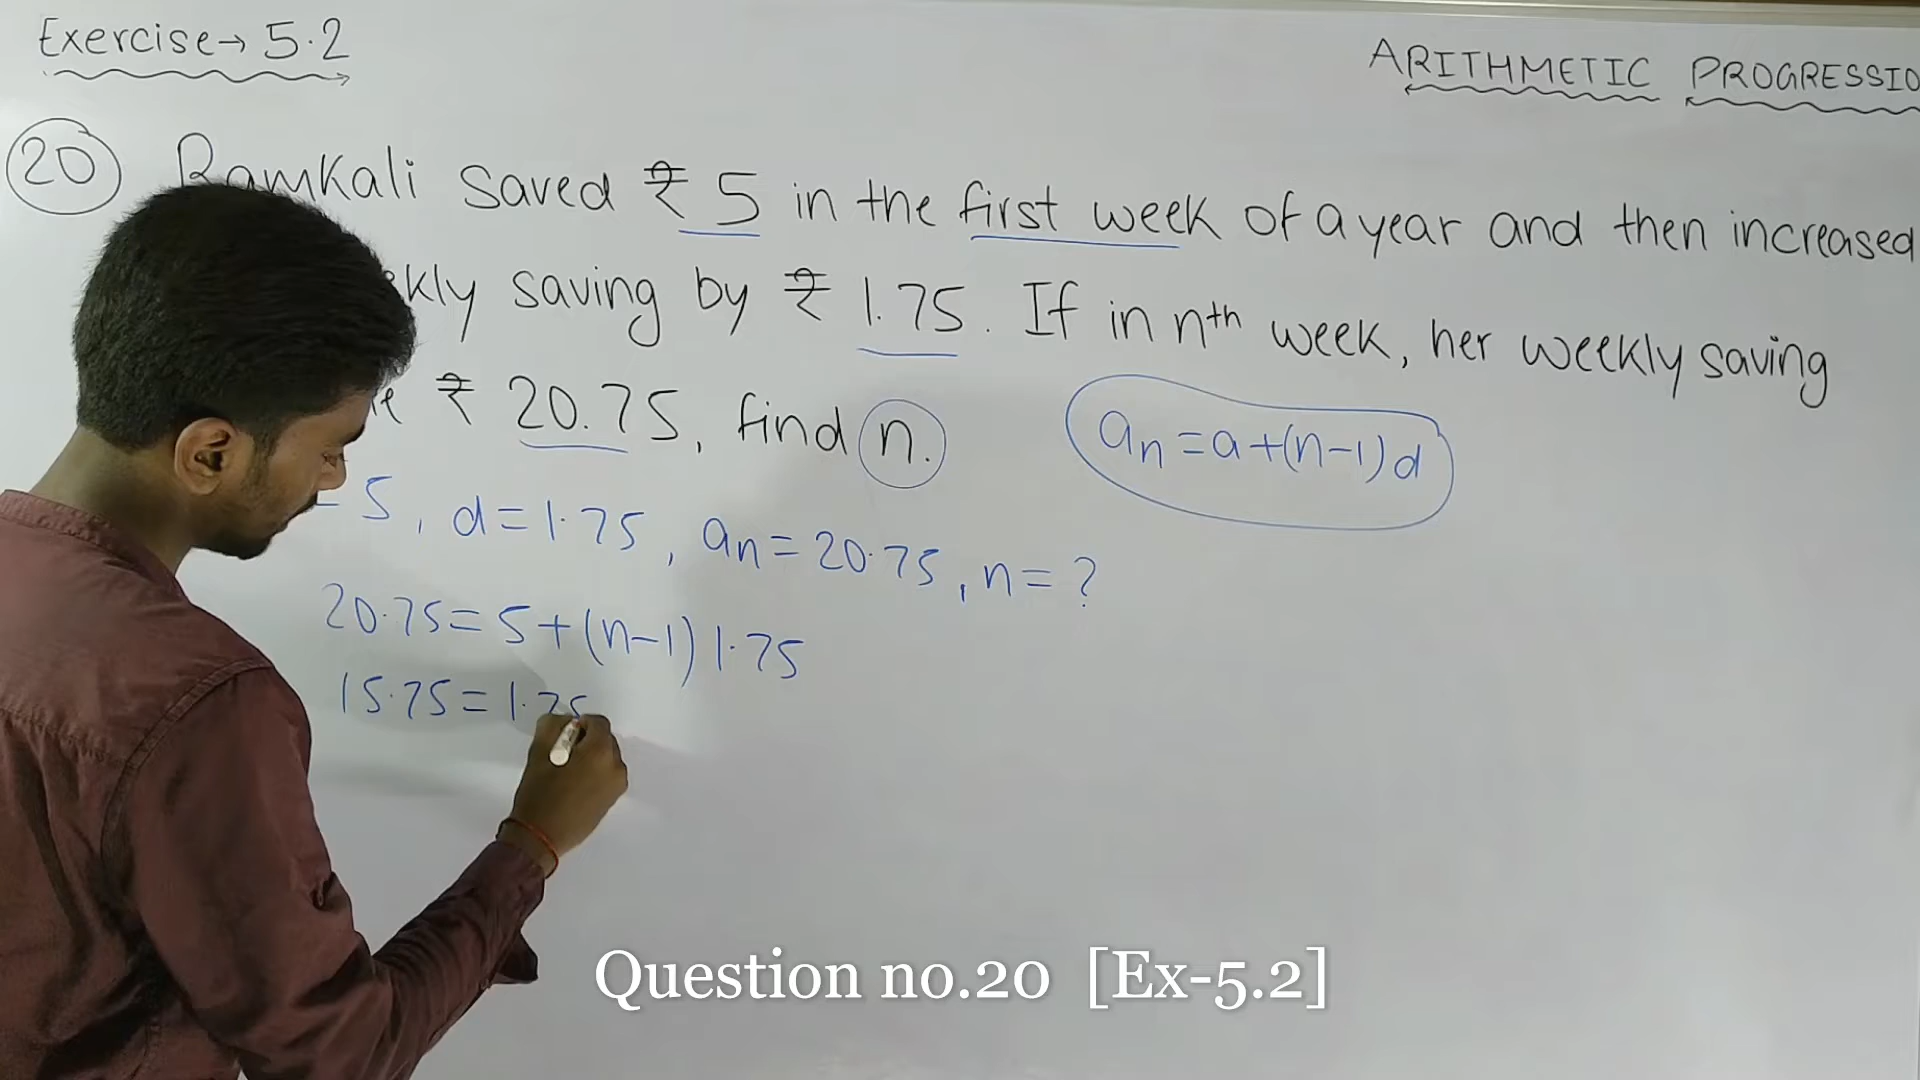 Exercise→ 5.2
ARITHMETIC PROGRESSIO
20 Ramkali saved ₹ 5 in the first week of a year and then increased
kly saving by ₹ 1.75. If in nth week, her weekly saving
₹ 20.75, find n.
an = a+(n-1)d
= 5, d=1.75, an = 20.75, n = ?
20.75 = 5+(n-1) 1.75
15.75 = 1.75
Question no.20 [Ex-5.2]